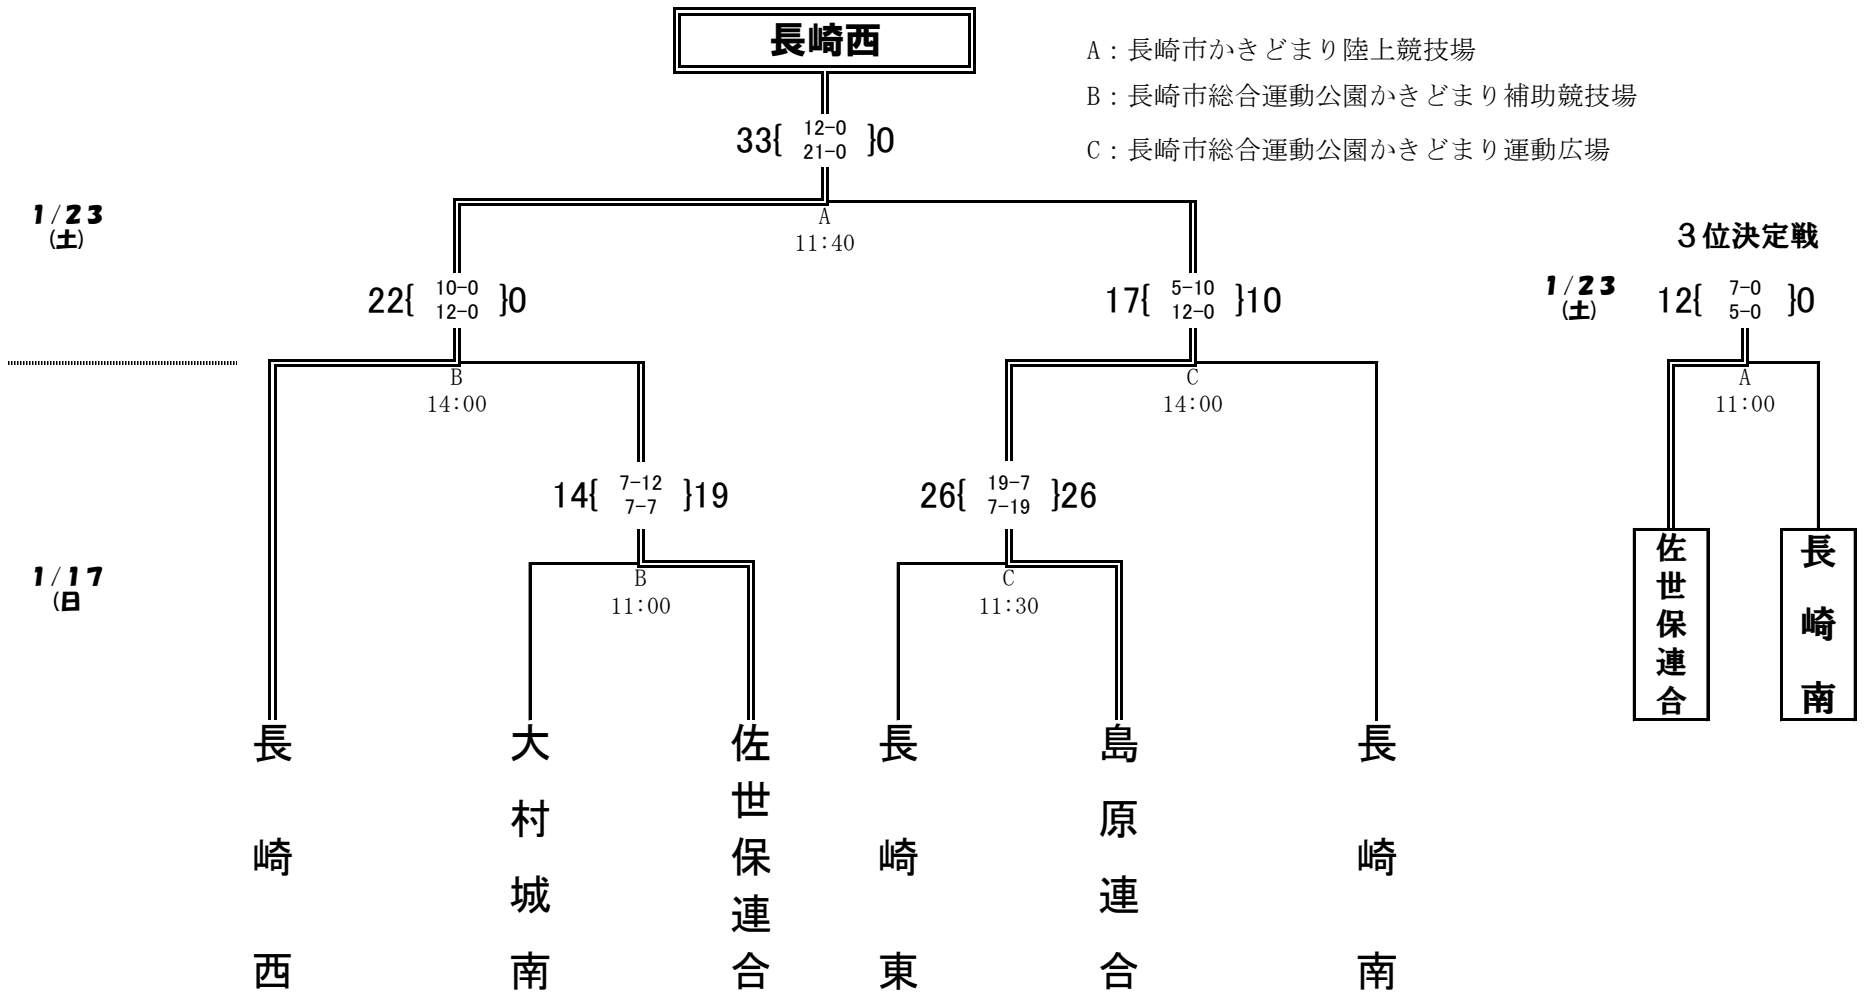 長崎西
A：長崎市かきどまり陸上競技場
B：長崎市総合運動公園かきどまり補助競技場
C：長崎市総合運動公園かきどまり運動広場
33{ 12-0 }0
21-0
1/23
(土)
A
11:40
3位決定戦
22{ 10-0 }0
12-0
17{ 5-10 }10
12-0
1/23
(土)
12{ 7-0 }0
5-0
B
14:00
C
14:00
A
11:00
14{ 7-12 }19
7-7
26{ 19-7 }26
7-19
佐世保連合
長崎南
1/17
(日
B
11:00
C
11:30
長崎西
大村城南
佐世保連合
長崎東
島原連合
長崎南